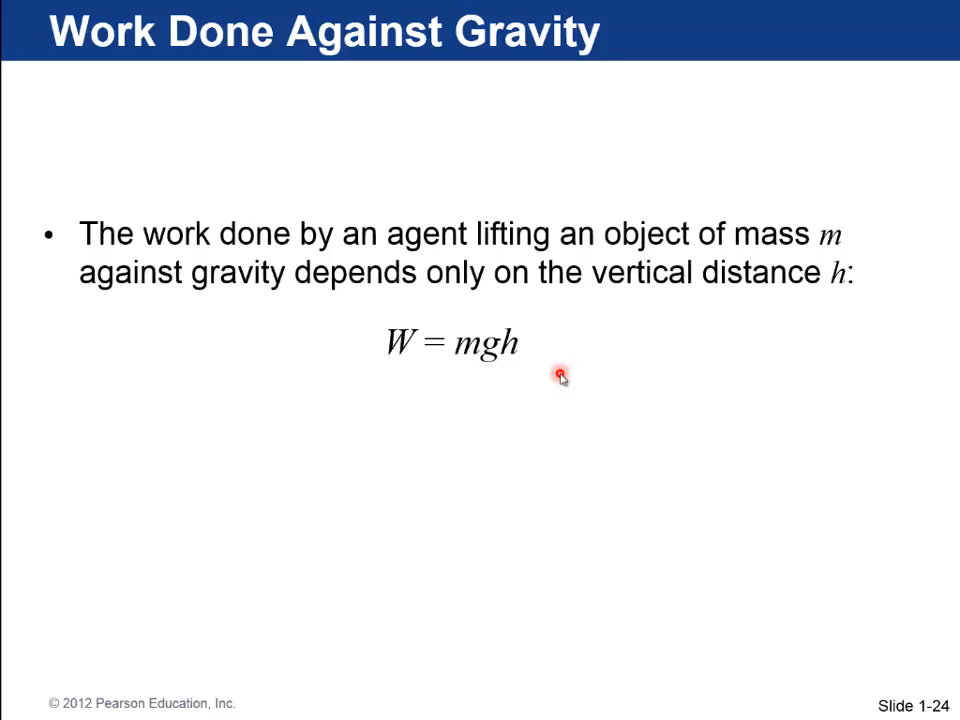 Work Done Against Gravity
• The work done by an agent lifting an object of mass m
against gravity depends only on the vertical distance h:
W = mgh
© 2012 Pearson Education, Inc.
Slide 1-24